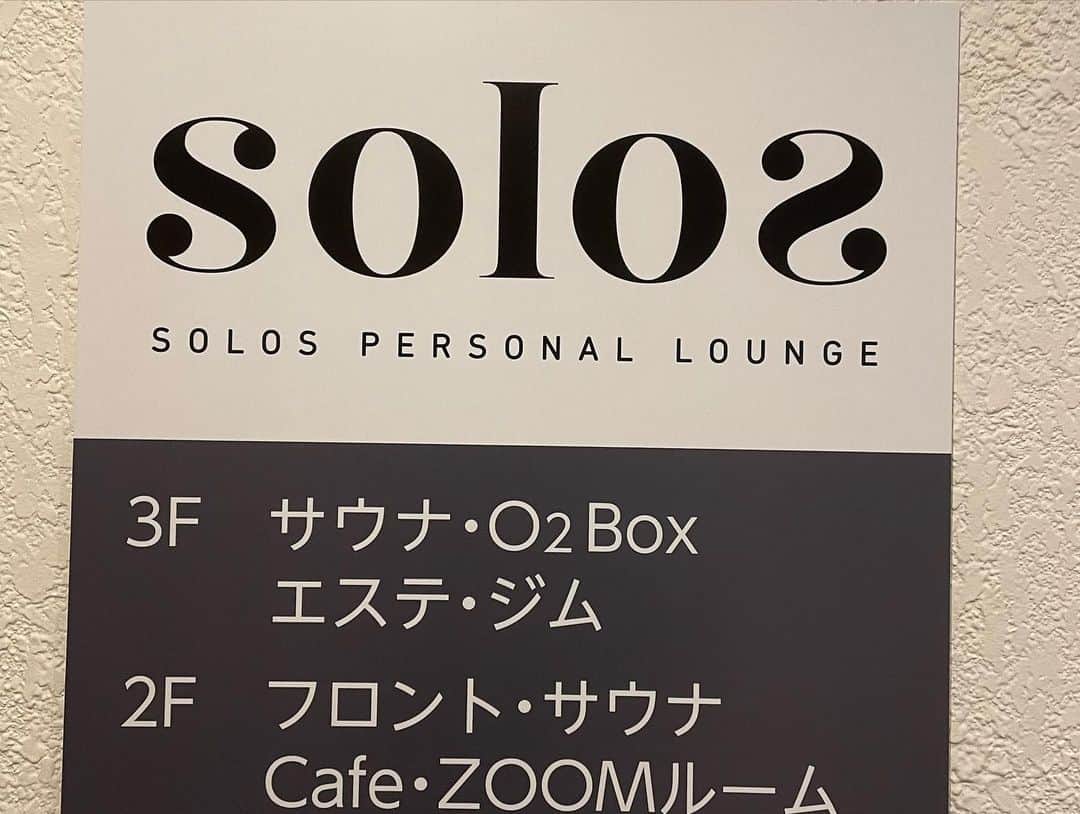 solos
SOLOS PERSONAL LOUNGE
3F サウナ・O2 Box
エステ・ジム
2F フロント・サウナ
Cafe・ZOOMルーム